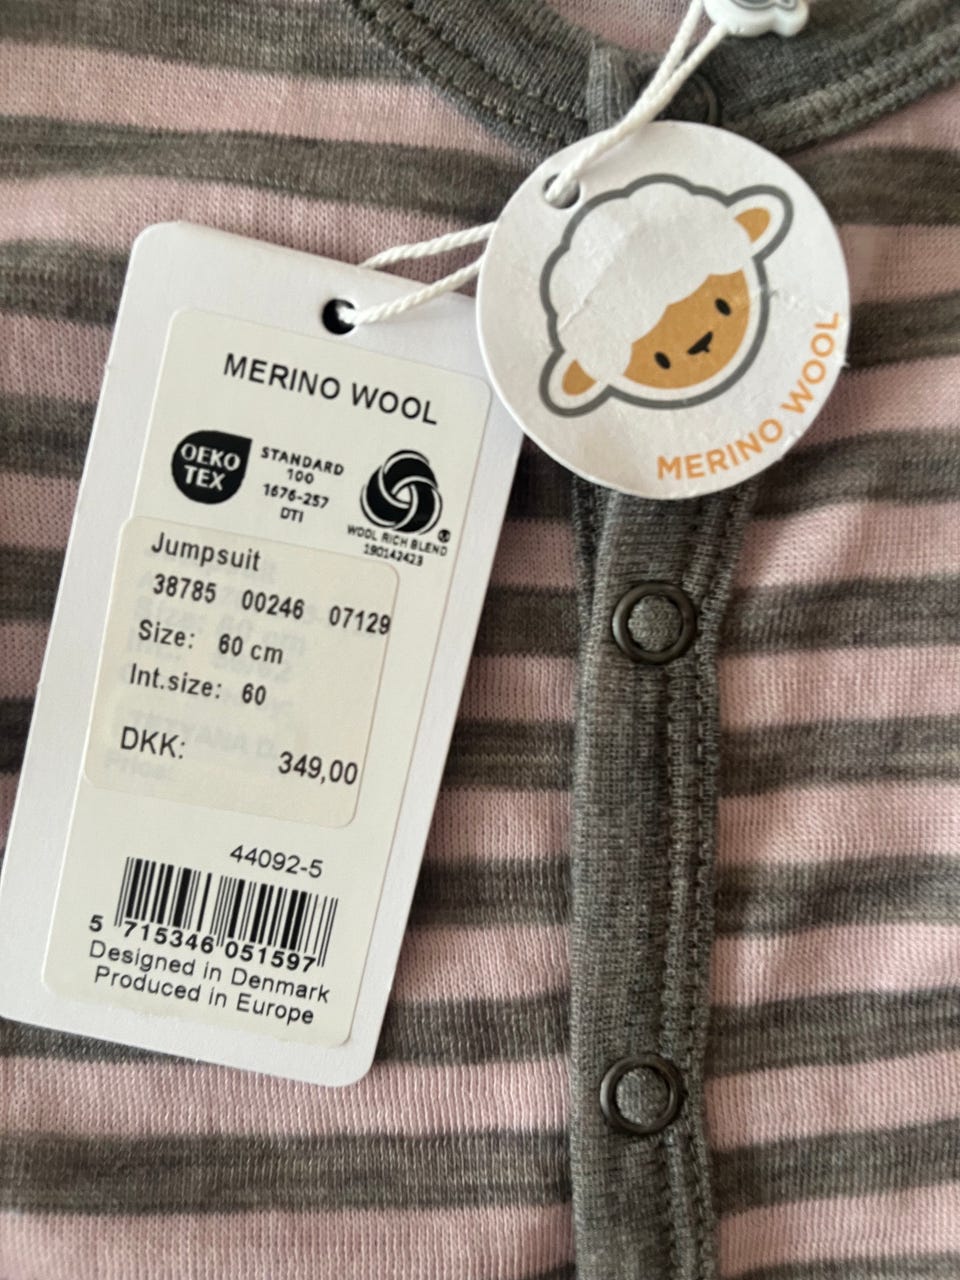 MERINO WOOL
OEKO
TEX
STANDARD
100
1676-257
DTI
WOOL RICH BLEND
190142423
Jumpsuit
38785 00246 07129
Size: 60 cm
Int.size: 60
DKK: 349,00
44092-5
5 715346 051597
Designed in Denmark
Produced in Europe
MERINO WOOL